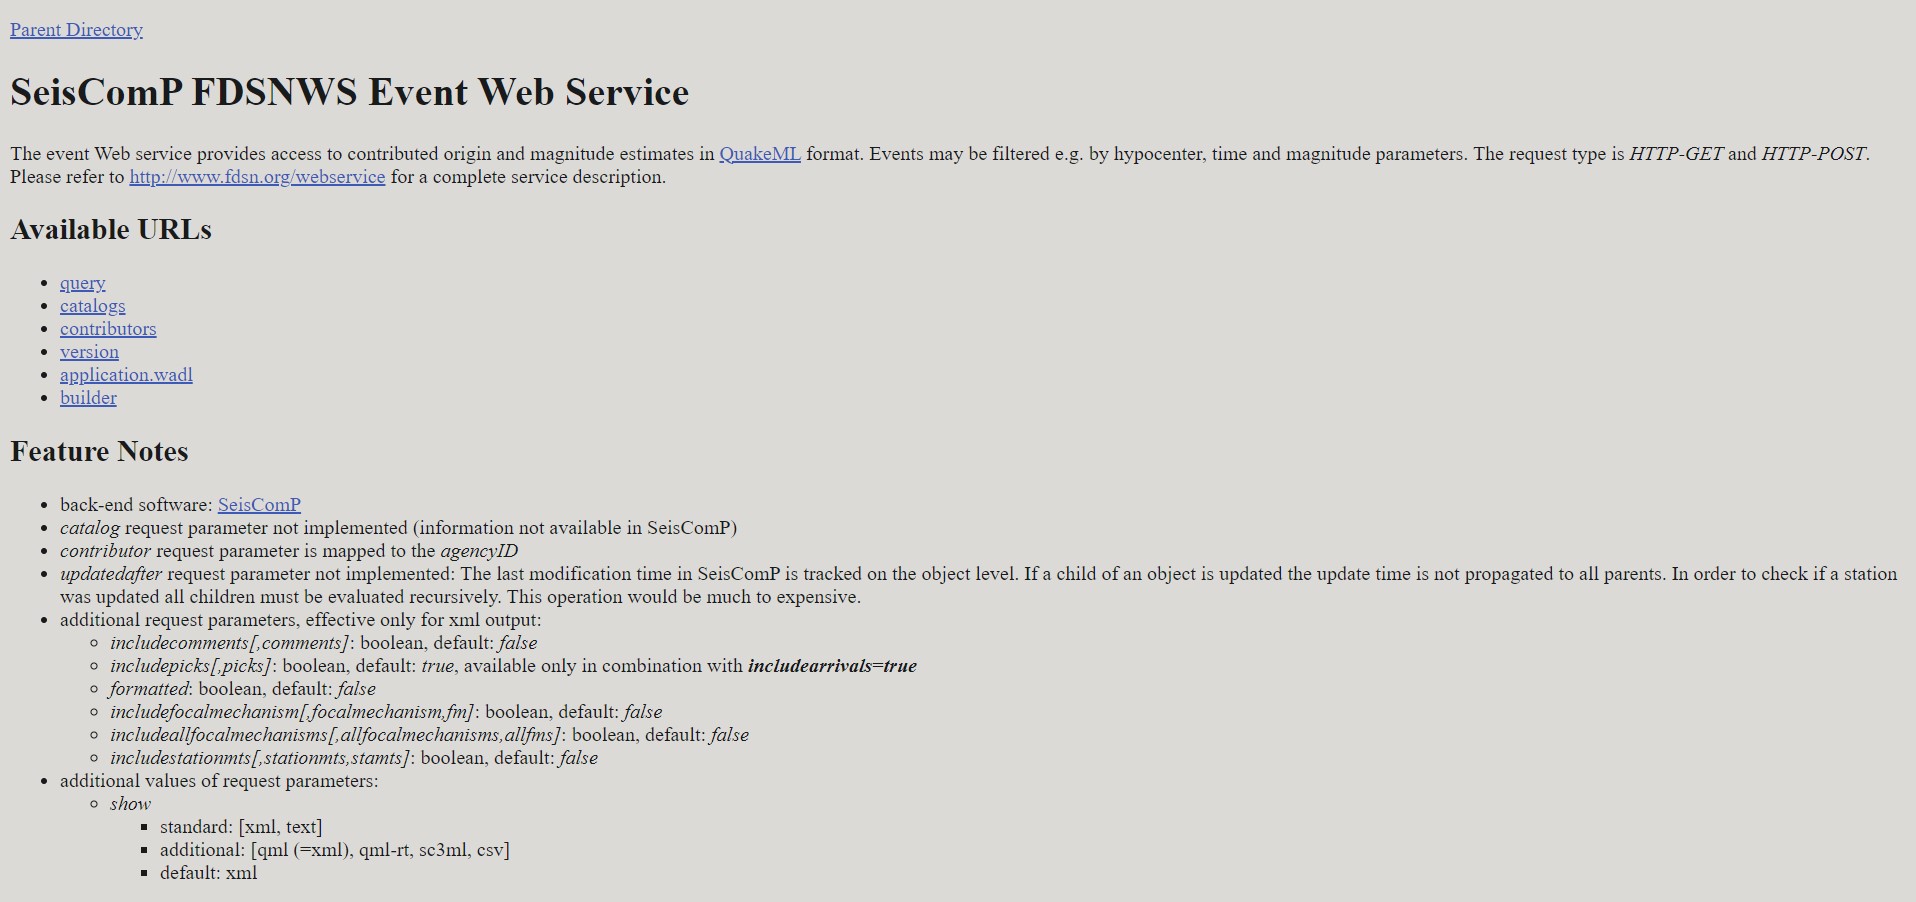 Parent Directory
SeisComP FDSNWS Event Web Service
The event Web service provides access to contributed origin and magnitude estimates in QuakeML format. Events may be filtered e.g. by hypocenter, time and magnitude parameters. The request type is HTTP-GET and HTTP-POST.
Please refer to http://www.fdsn.org/webservice for a complete service description.
Available URLs
• query
• catalogs
• contributors
• version
• application.wadl
• builder
Feature Notes
• back-end software: SeisComP
• catalog request parameter not implemented (information not available in SeisComP)
• contributor request parameter is mapped to the agencyID
• updatedafter request parameter not implemented: The last modification time in SeisComP is tracked on the object level. If a child of an object is updated the update time is not propagated to all parents. In order to check if a station
was updated all children must be evaluated recursively. This operation would be much to expensive.
• additional request parameters, effective only for xml output:
◦ includecomments[,comments]: boolean, default: false
◦ includepicks[,picks]: boolean, default: true, available only in combination with includearrivals=true
◦ formatted: boolean, default: false
◦ includefocalmechanism[,focalmechanism,fm]: boolean, default: false
◦ includeallfocalmechanisms[,allfocalmechanisms,allfms]: boolean, default: false
◦ includestationmts[,stationmts,stamts]: boolean, default: false
• additional values of request parameters:
◦ show
▪ standard: [xml, text]
▪ additional: [qml (=xml), qml-rt, sc3ml, csv]
▪ default: xml